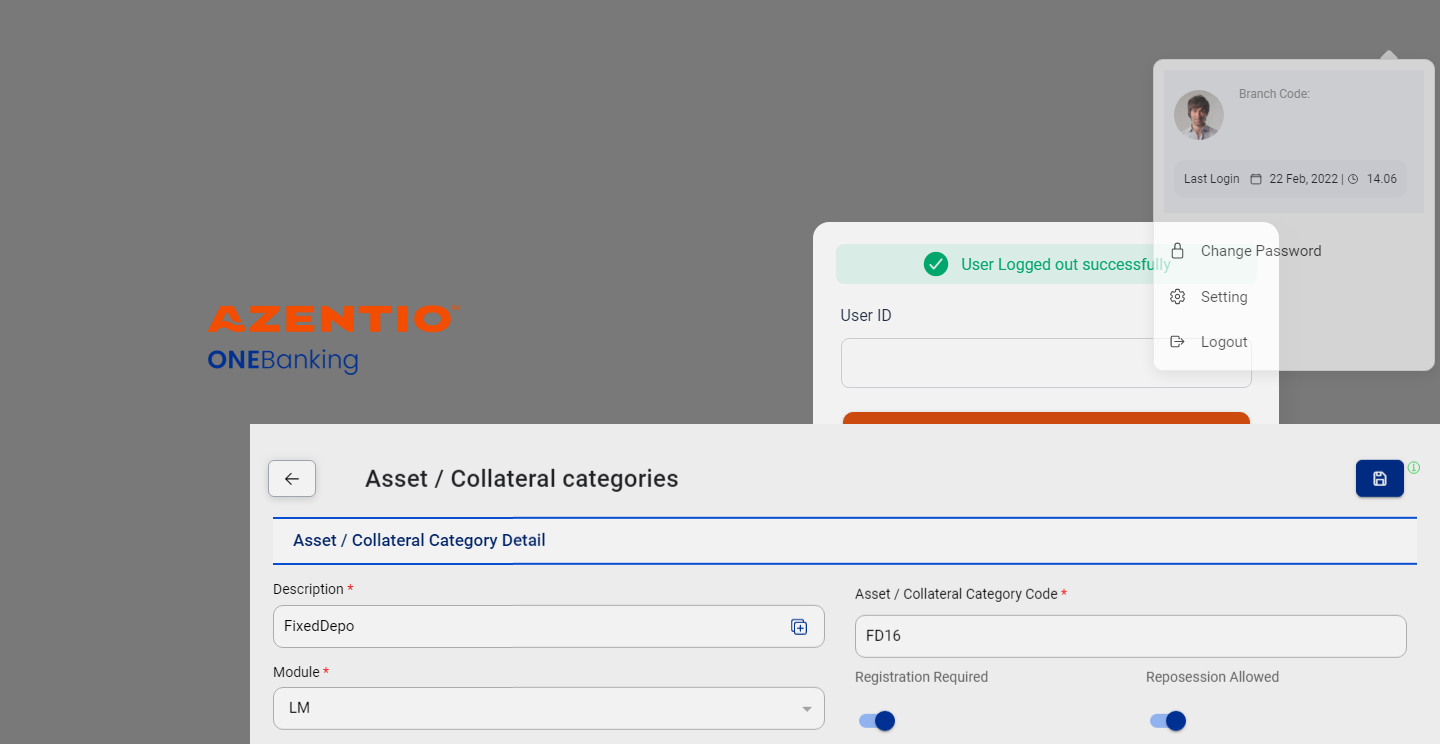 Branch Code:
Last Login 22 Feb, 2022 | 14.06
Change Password
Setting
Logout
User Logged out successfully
User ID
AZENTIO
ONEBanking
Asset / Collateral categories
Asset / Collateral Category Detail
Description *
FixedDepo
Asset / Collateral Category Code *
FD16
Module *
LM
Registration Required
Reposession Allowed